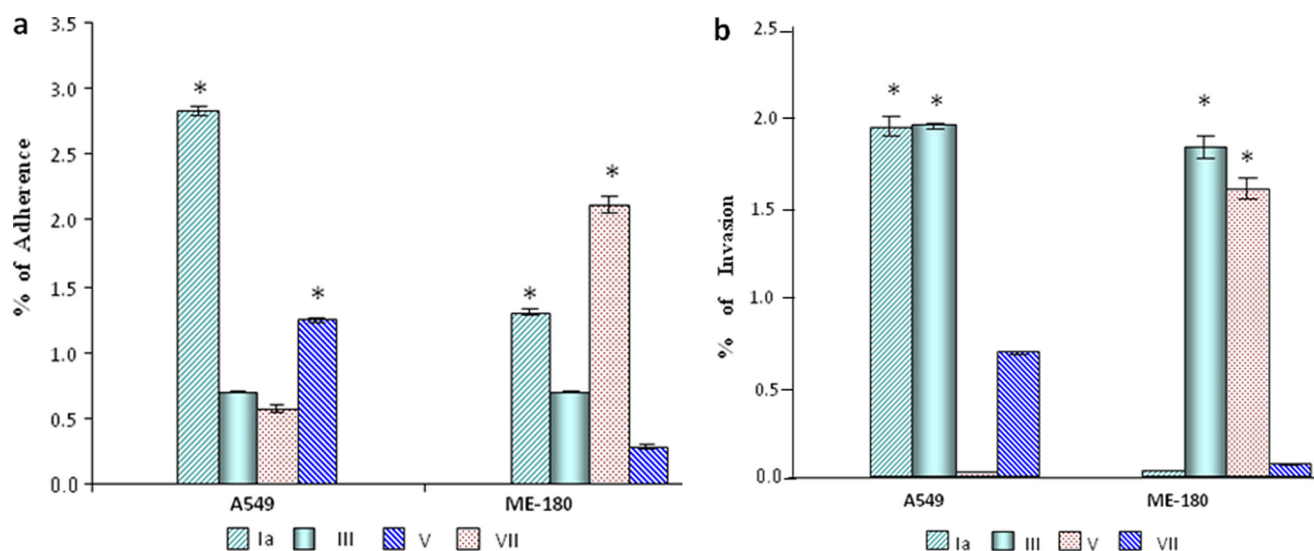 a
% of Adherence
3.5
3.0
2.5
2.0
1.5
1.0
0.5
0.0
* * * *
A549 ME-180
Ia III V VII
b
% of Invasion
2.5
2.0
1.5
1.0
0.5
0.0
* * * *
A549 ME-180
Ia III V VII